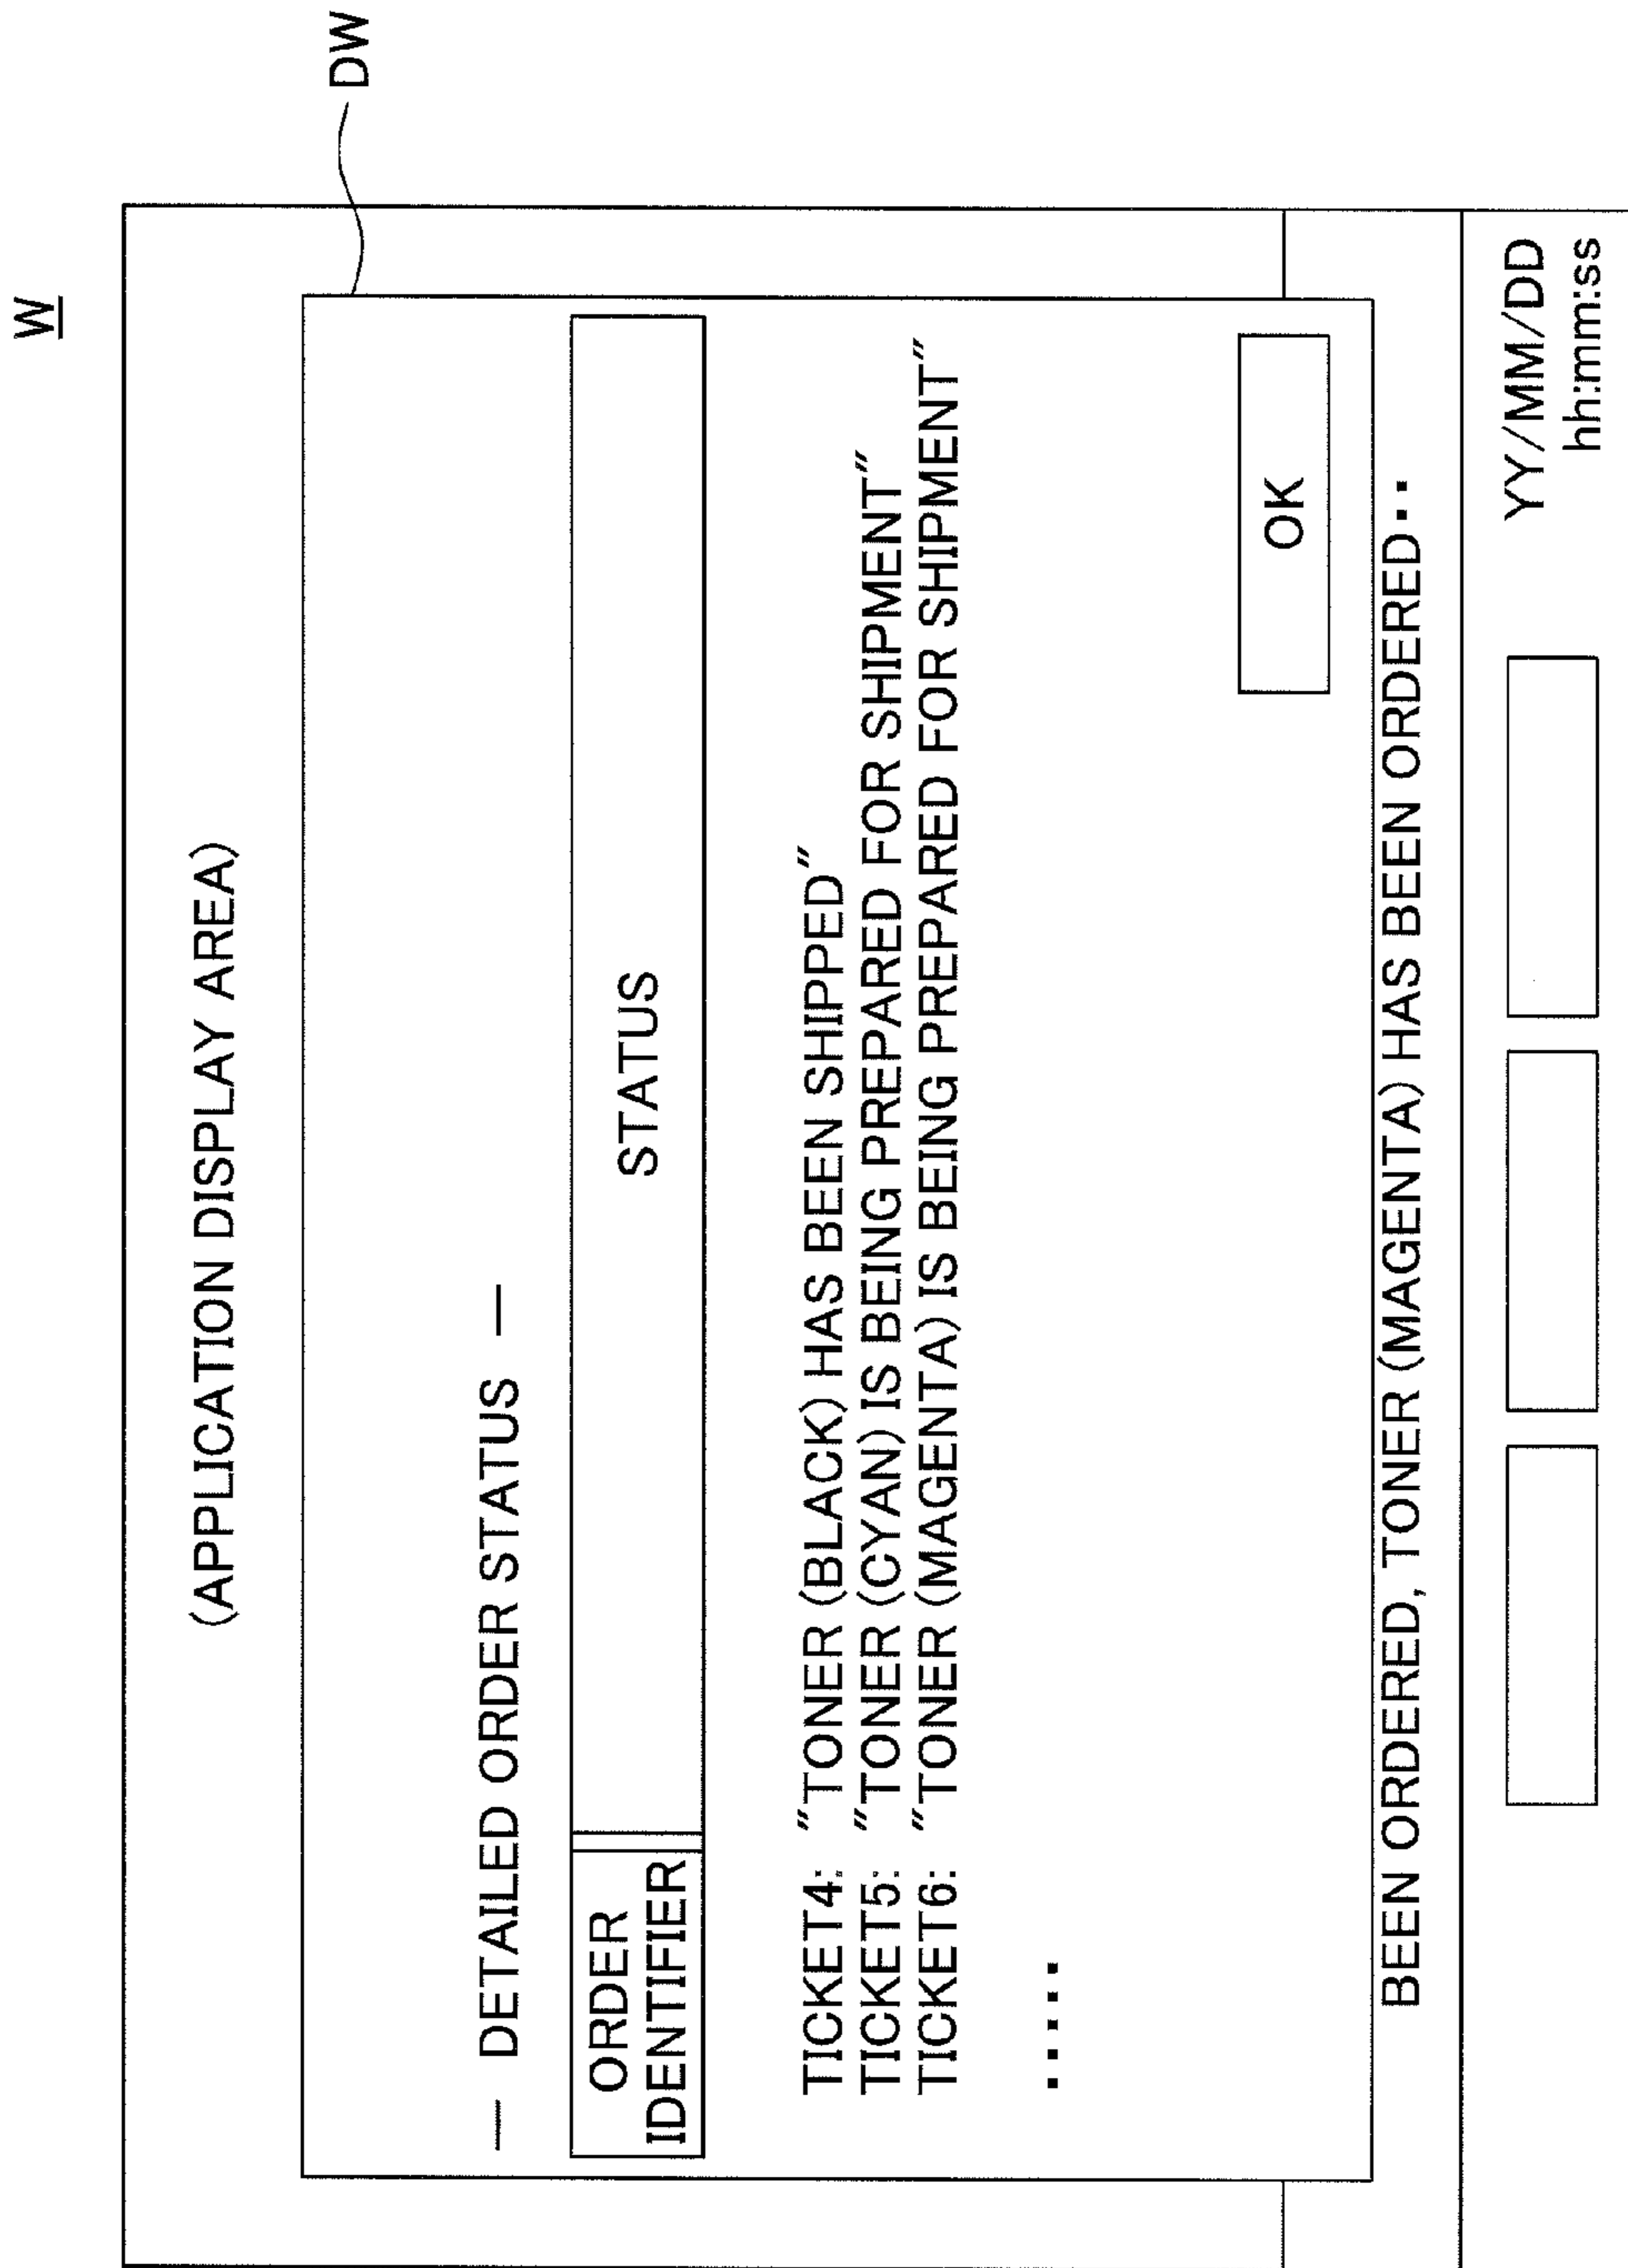 W
(APPLICATION DISPLAY AREA)
DW
— DETAILED ORDER STATUS —
ORDER
IDENTIFIER
STATUS
TICKET4: "TONER (BLACK) HAS BEEN SHIPPED"
TICKET5: "TONER (CYAN) IS BEING PREPARED FOR SHIPMENT"
TICKET6: "TONER (MAGENTA) IS BEING PREPARED FOR SHIPMENT"
.....
OK
BEEN ORDERED, TONER (MAGENTA) HAS BEEN ORDERED··
YY/MM/DD
hh:mm:ss